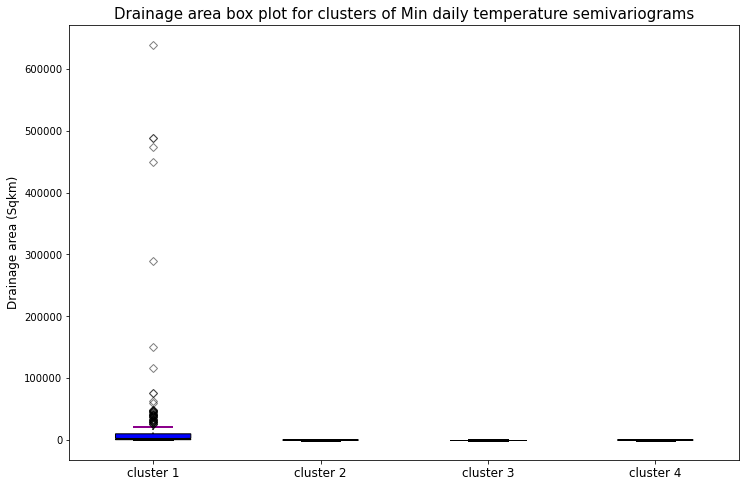 Drainage area box plot for clusters of Min daily temperature semivariograms
Drainage area (Sqkm)
600000
500000
400000
300000
200000
100000
0
cluster 1
cluster 2
cluster 3
cluster 4